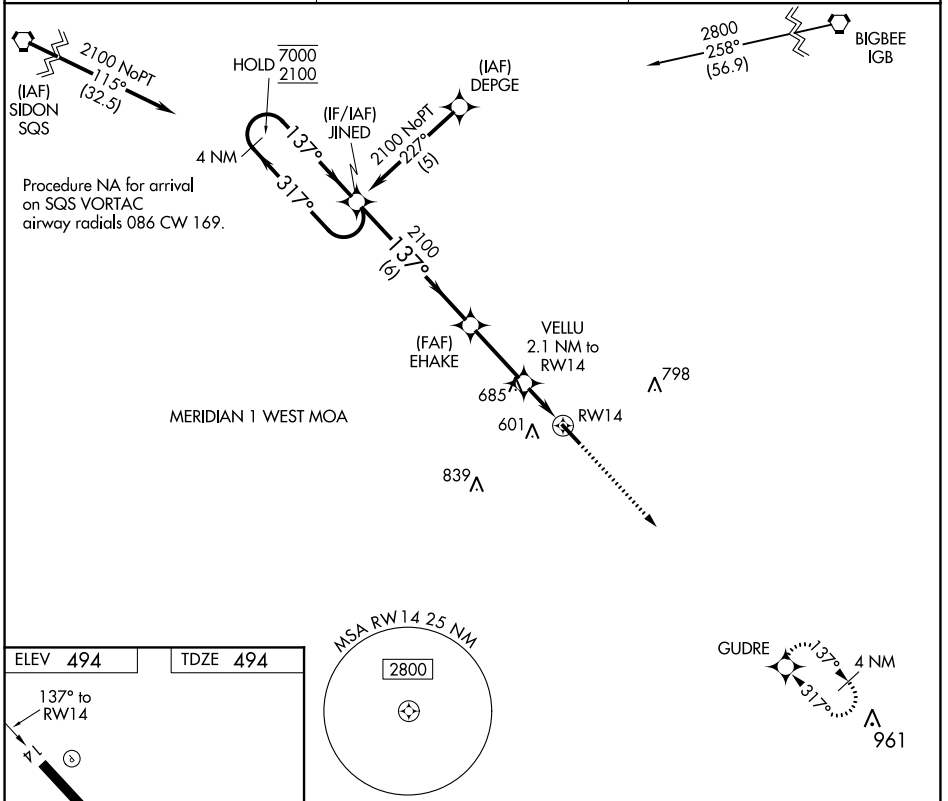 2100 NoPT
115°
(32.5)
(IAF)
SIDON
SQS
HOLD 7000
2100
4 NM
137°
317°
(IF/IAF)
JINED
(IAF)
DEPGE
2100 NoPT
227°
(5)
2800
258°
(56.9)
BIGBEE
IGB
Procedure NA for arrival
on SQS VORTAC
airway radials 086 CW 169.
2100
137°
(6)
(FAF)
EHAKE
VELLU
2.1 NM to
RW14
685
798
601
RW14
MERIDIAN 1 WEST MOA
839
MSA RW14 25 NM
2800
GUDRE
137°
4 NM
317°
961
ELEV 494
TDZE 494
137° to
RW14
14
P